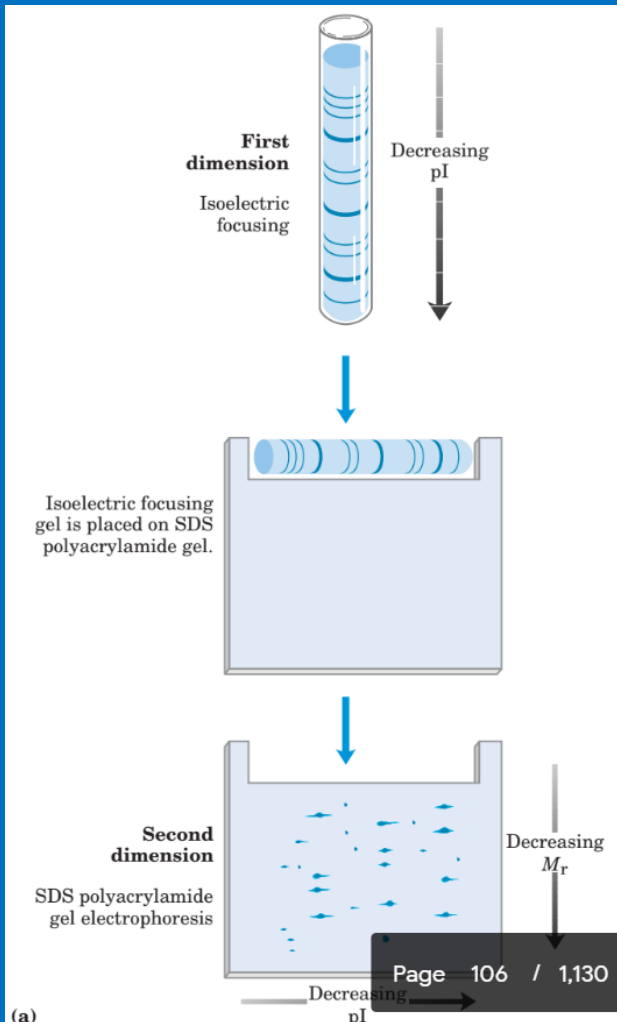 First
dimension
Isoelectric
focusing
Decreasing
pI
Isoelectric focusing
gel is placed on SDS
polyacrylamide gel.
Second
dimension
SDS polyacrylamide
gel electrophoresis
Decreasing
Mr
Page 106 / 1,130
Decreasing
pI
(a)